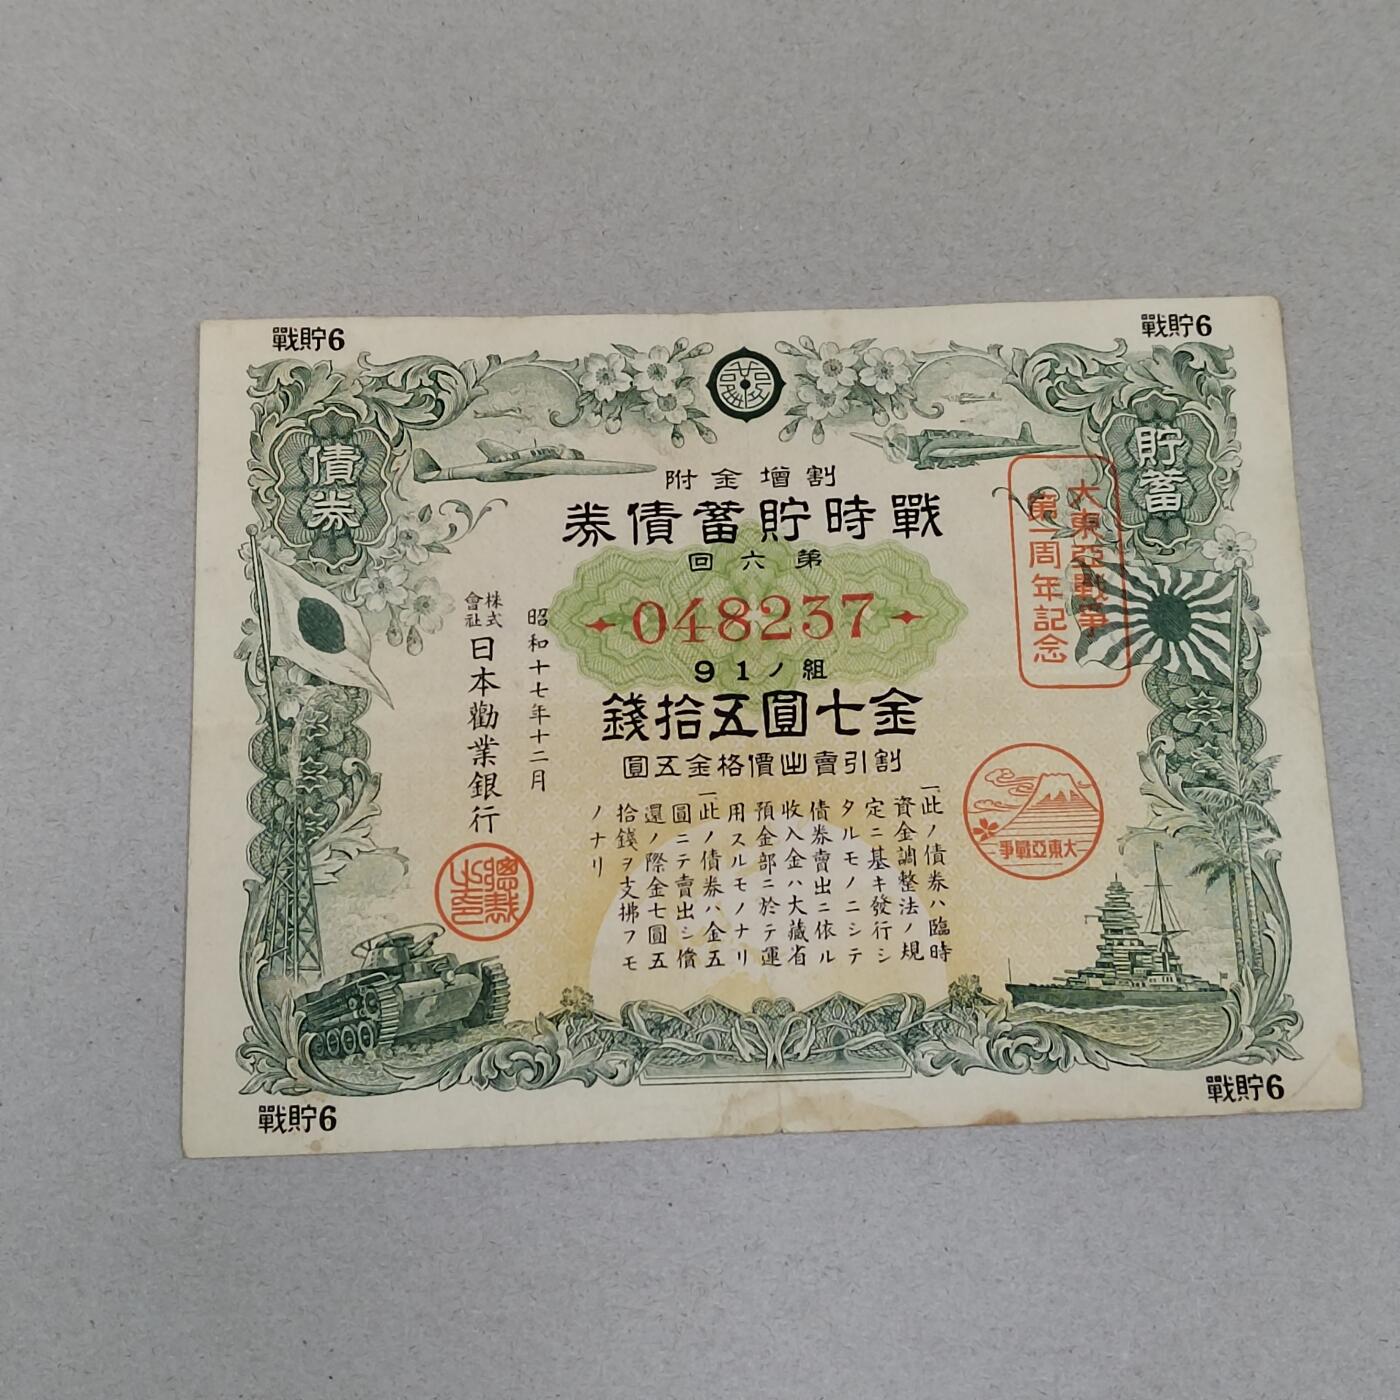 戰貯6
戰貯6
貯蓄
債券
割增金附
戰時貯蓄債券
第六回
048237
91ノ組
金七圓五拾錢
割引賣出價格金五圓
大東亞戰爭
第一周年記念
大東亞戰爭
一此ノ債券ハ臨時
資金調整法ノ規
定ニ基キ發行シ
タルモノニシテ
債券賣出ニ依ル
收入金ハ大藏省
預金部ニ於テ運
用スルモノナリ
一此ノ債券ハ金五
圓ニテ賣出シ償
還ノ際金七圓五
拾錢ヲ支拂フモ
ノナリ
昭和十七年十二月
株式會社日本勸業銀行
總裁之印
戰貯6
戰貯6